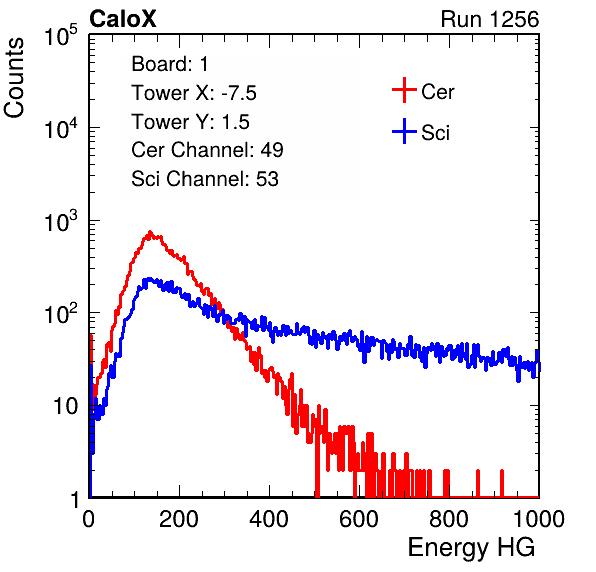 CaloX Run 1256
Counts
10^5
10^4
10^3
10^2
10
1
Board: 1
Tower X: -7.5
Tower Y: 1.5
Cer Channel: 49
Sci Channel: 53
Cer
Sci
0 200 400 600 800 1000
Energy HG